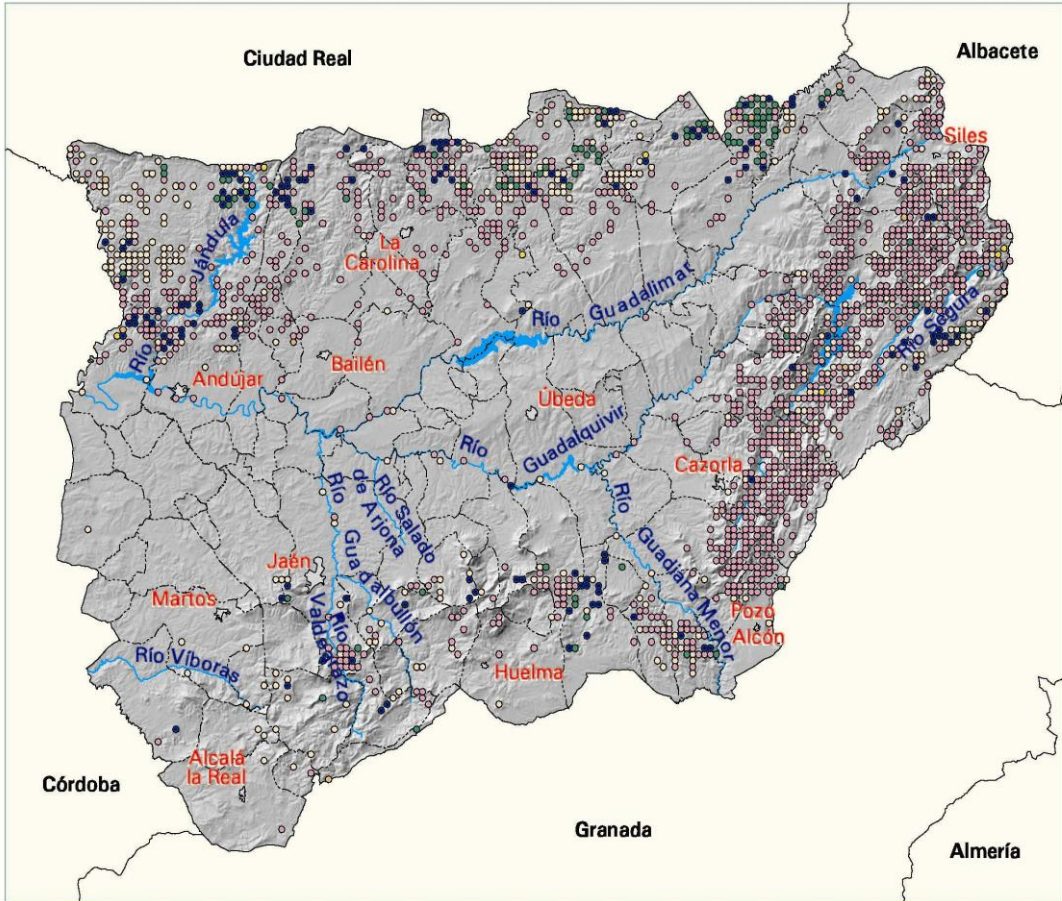 Ciudad Real
Albacete
Siles
Jándula
La
Carolina
Río
Guadalimar
Río Segura
Río
Bailén
Andújar
Úbeda
Río
Guadalquivir
Cazorla
Río
Río Salado
de Arjona
Río
Guadalbullón
Guadiana Menor
Jaén
Martos
Río
Valdearazo
Pozo
Alcón
Río Víboras
Huelma
Alcalá
la Real
Córdoba
Granada
Almería